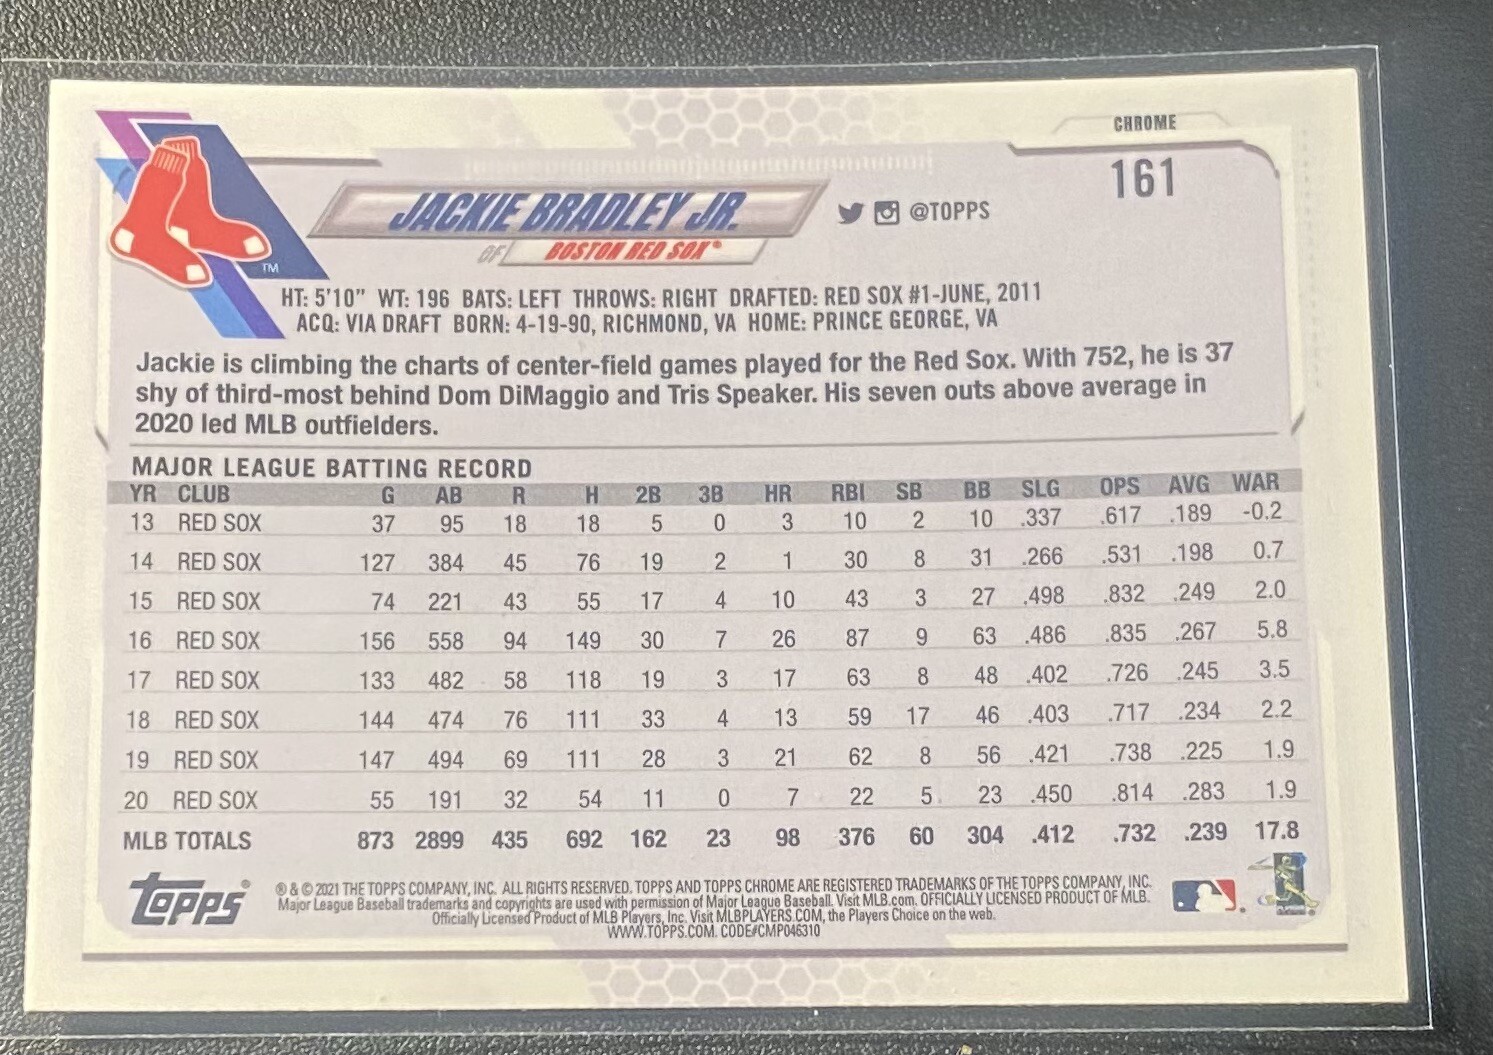 CHROME
161
JACKIE BRADLEY JR.
@TOPPS
OF BOSTON RED SOX®
TM
HT: 5'10" WT: 196 BATS: LEFT THROWS: RIGHT DRAFTED: RED SOX #1-JUNE, 2011
ACQ: VIA DRAFT BORN: 4-19-90, RICHMOND, VA HOME: PRINCE GEORGE, VA
Jackie is climbing the charts of center-field games played for the Red Sox. With 752, he is 37
shy of third-most behind Dom DiMaggio and Tris Speaker. His seven outs above average in
2020 led MLB outfielders.
MAJOR LEAGUE BATTING RECORD
YR CLUB G AB R H 2B 3B HR RBI SB BB SLG OPS AVG WAR
13 RED SOX 37 95 18 18 5 0 3 10 2 10 .337 .617 .189 -0.2
14 RED SOX 127 384 45 76 19 2 1 30 8 31 .266 .531 .198 0.7
15 RED SOX 74 221 43 55 17 4 10 43 3 27 .498 .832 .249 2.0
16 RED SOX 156 558 94 149 30 7 26 87 9 63 .486 .835 .267 5.8
17 RED SOX 133 482 58 118 19 3 17 63 8 48 .402 .726 .245 3.5
18 RED SOX 144 474 76 111 33 4 13 59 17 46 .403 .717 .234 2.2
19 RED SOX 147 494 69 111 28 3 21 62 8 56 .421 .738 .225 1.9
20 RED SOX 55 191 32 54 11 0 7 22 5 23 .450 .814 .283 1.9
MLB TOTALS 873 2899 435 692 162 23 98 376 60 304 .412 .732 .239 17.8
Topps®
® & © 2021 THE TOPPS COMPANY, INC. ALL RIGHTS RESERVED. TOPPS AND TOPPS CHROME ARE REGISTERED TRADEMARKS OF THE TOPPS COMPANY, INC.
Major League Baseball trademarks and copyrights are used with permission of Major League Baseball. Visit MLB.com. OFFICIALLY LICENSED PRODUCT OF MLB.
Officially Licensed Product of MLB Players, Inc. Visit MLBPLAYERS.COM, the Players Choice on the web.
WWW.TOPPS.COM. CODE#CMP046310